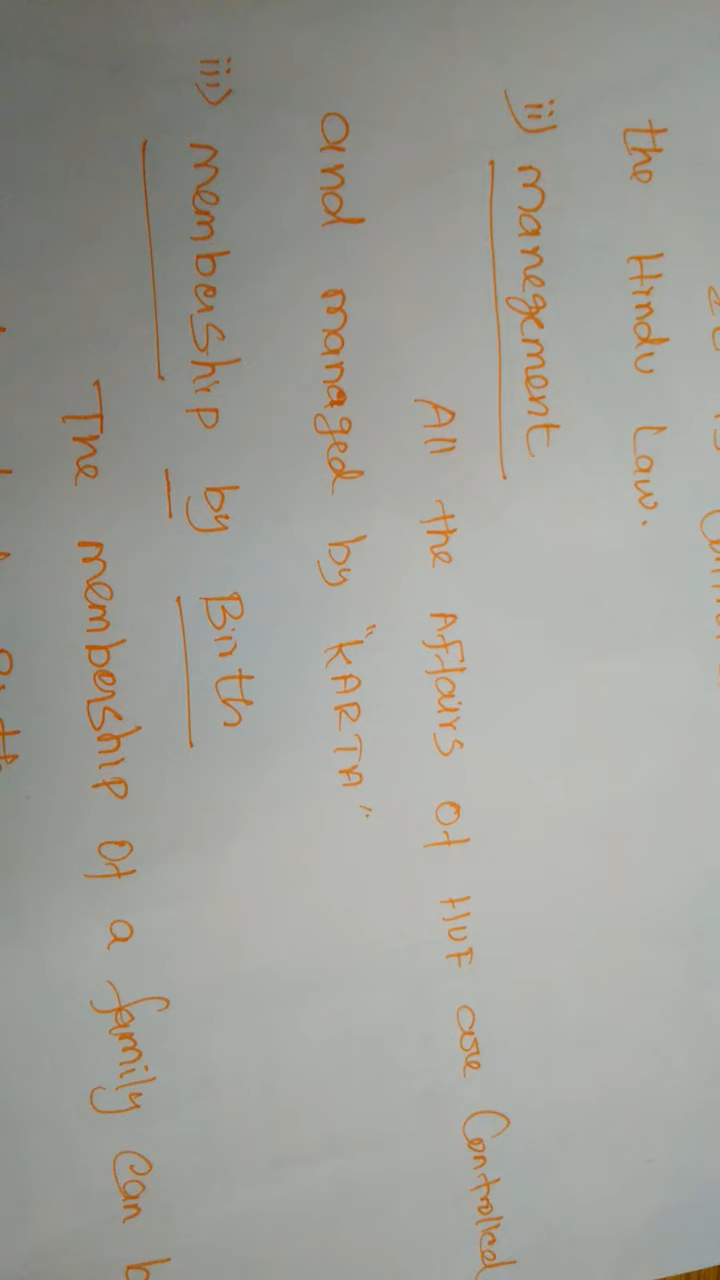 the Hindu Law.
ii) manegement
All the Affairs of HUF are Controlled
and managed by "KARTA".
iii) membership by Birth
The membership of a family can